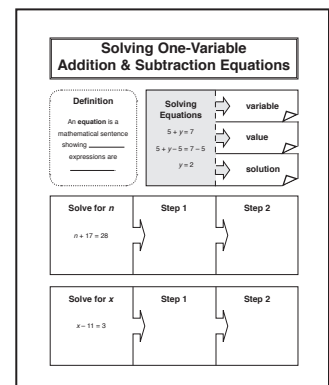 Solving One-Variable
Addition & Subtraction Equations
Definition
An equation is a
mathematical sentence
showing ________
expressions are
________.
Solving
Equations
5 + y = 7
5 + y – 5 = 7 – 5
y = 2
variable
value
solution
Solve for n
n + 17 = 28
Step 1
Step 2
Solve for x
x – 11 = 3
Step 1
Step 2